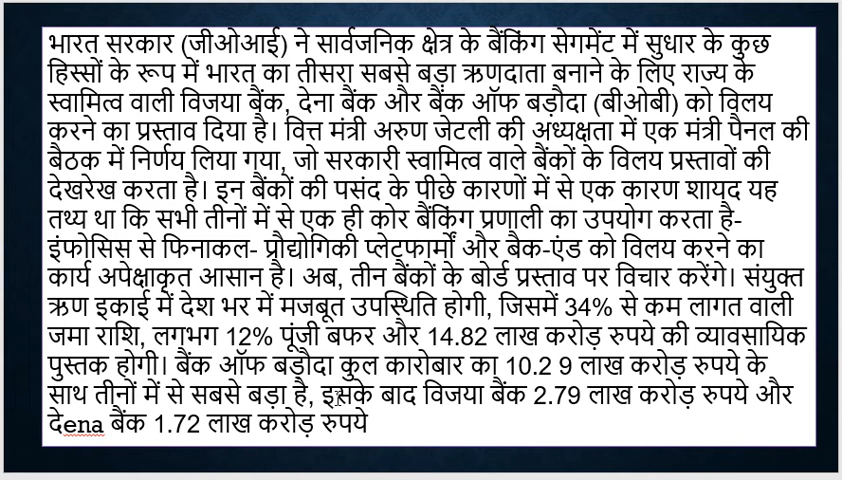 भारत सरकार (जीओआई) ने सार्वजनिक क्षेत्र के बैंकिंग सेगमेंट में सुधार के कुछ
हिस्सों के रूप में भारत का तीसरा सबसे बड़ा ऋणदाता बनाने के लिए राज्य के
स्वामित्व वाली विजया बैंक, देना बैंक और बैंक ऑफ बड़ौदा (बीओबी) को विलय
करने का प्रस्ताव दिया है। वित्त मंत्री अरुण जेटली की अध्यक्षता में एक मंत्री पैनल की
बैठक में निर्णय लिया गया, जो सरकारी स्वामित्व वाले बैंकों के विलय प्रस्तावों की
देखरेख करता है। इन बैंकों की पसंद के पीछे कारणों में से एक कारण शायद यह
तथ्य था कि सभी तीनों में से एक ही कोर बैंकिंग प्रणाली का उपयोग करता है-
इंफोसिस से फिनाकल- प्रौद्योगिकी प्लेटफार्मों और बैक-एंड को विलय करने का
कार्य अपेक्षाकृत आसान है। अब, तीन बैंकों के बोर्ड प्रस्ताव पर विचार करेंगे। संयुक्त
ऋण इकाई में देश भर में मजबूत उपस्थिति होगी, जिसमें 34% से कम लागत वाली
जमा राशि, लगभग 12% पूंजी बफर और 14.82 लाख करोड़ रुपये की व्यावसायिक
पुस्तक होगी। बैंक ऑफ बड़ौदा कुल कारोबार का 10.2 9 लाख करोड़ रुपये के
साथ तीनों में से सबसे बड़ा है, इसके बाद विजया बैंक 2.79 लाख करोड़ रुपये और
देena बैंक 1.72 लाख करोड़ रुपये